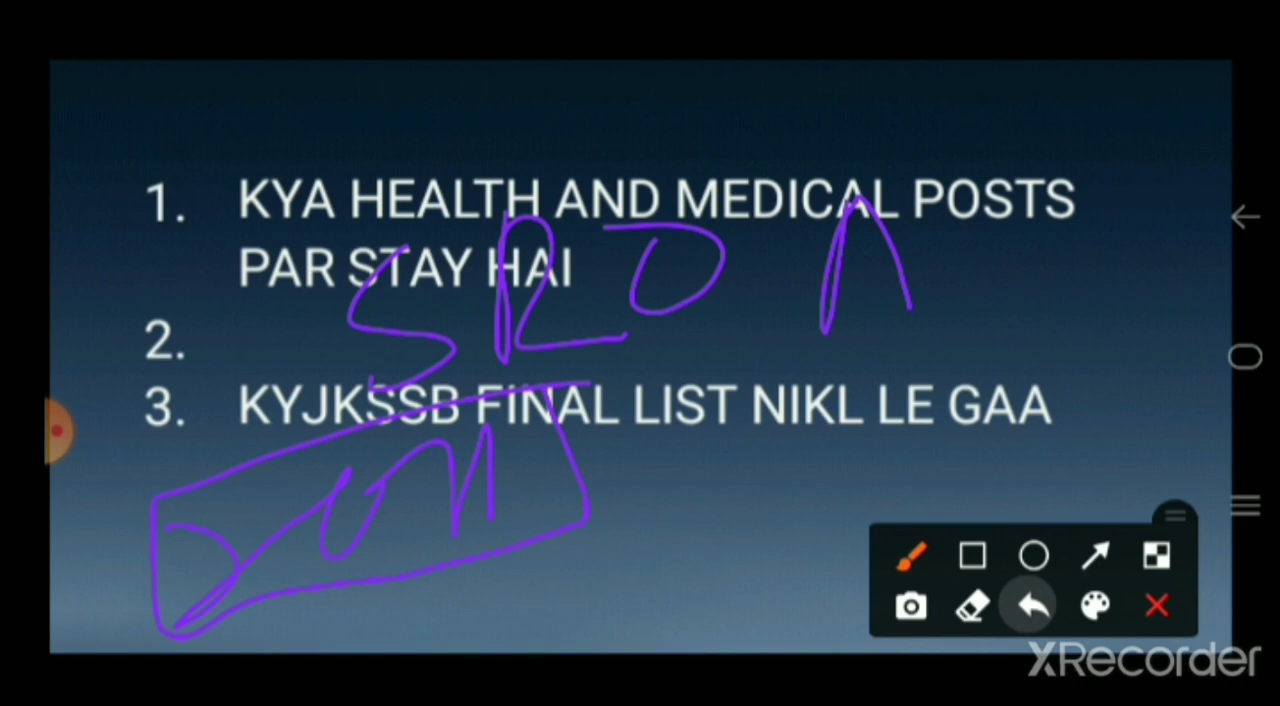 1. KYA HEALTH AND MEDICAL POSTS
PAR STAY HAI
2.
3. KYJKSSB FINAL LIST NIKL LE GAA
XRecorder